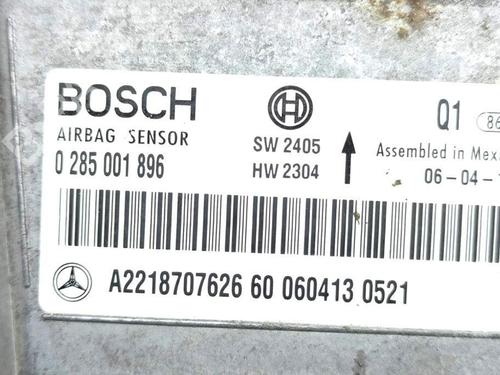 BOSCH
AIRBAG SENSOR
0 285 001 896
SW 2405
HW 2304
Q1 86
Assembled in Mex
06-04-
A2218707626 60 060413 0521